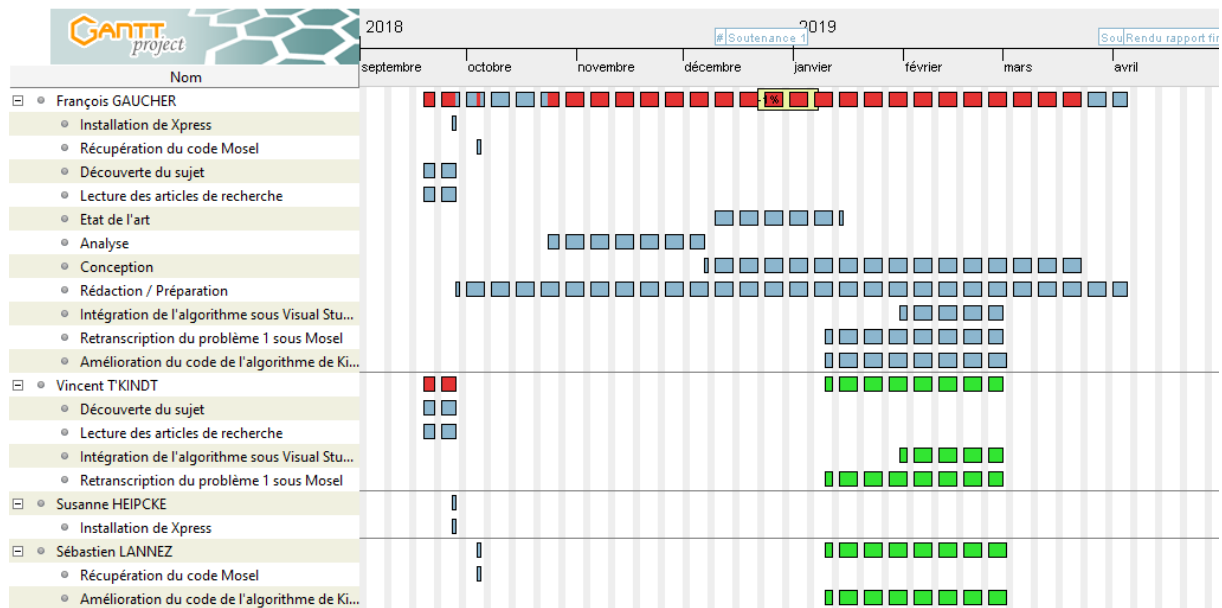 GANTT
project
2018
2019
# Soutenance 1
Sou
Rendu rapport fin
Nom
septembre
octobre
novembre
décembre
janvier
février
mars
avril
François GAUCHER
1%
Installation de Xpress
Récupération du code Mosel
Découverte du sujet
Lecture des articles de recherche
Etat de l'art
Analyse
Conception
Rédaction / Préparation
Intégration de l'algorithme sous Visual Stu...
Retranscription du problème 1 sous Mosel
Amélioration du code de l'algorithme de Ki...
Vincent T'KINDT
Découverte du sujet
Lecture des articles de recherche
Intégration de l'algorithme sous Visual Stu...
Retranscription du problème 1 sous Mosel
Susanne HEIPCKE
Installation de Xpress
Sébastien LANNEZ
Récupération du code Mosel
Amélioration du code de l'algorithme de Ki...